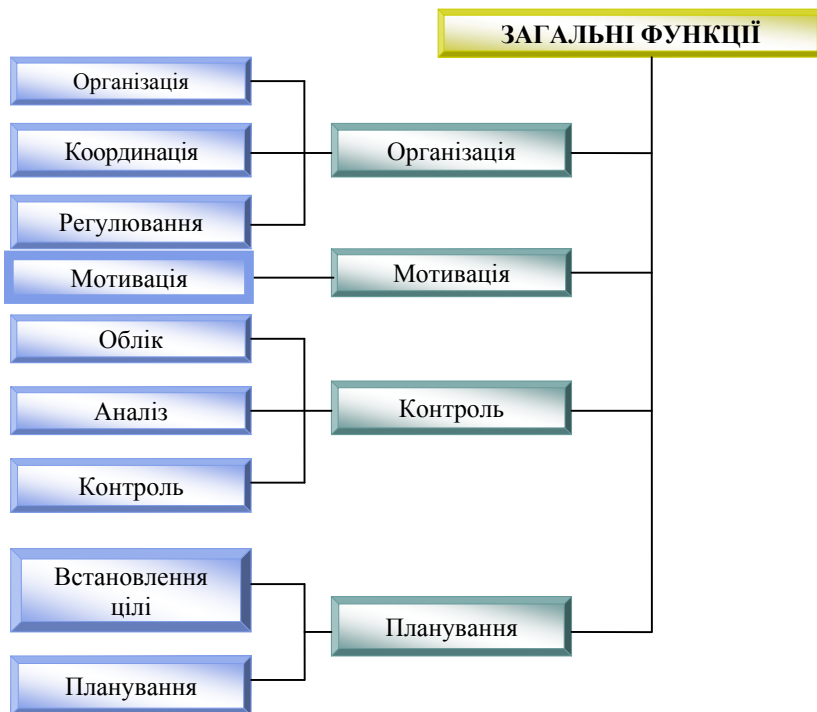 ЗАГАЛЬНІ ФУНКЦІЇ
Організація
Координація
Регулювання
Організація
Мотивація
Мотивація
Облік
Аналіз
Контроль
Контроль
Встановлення
цілі
Планування
Планування